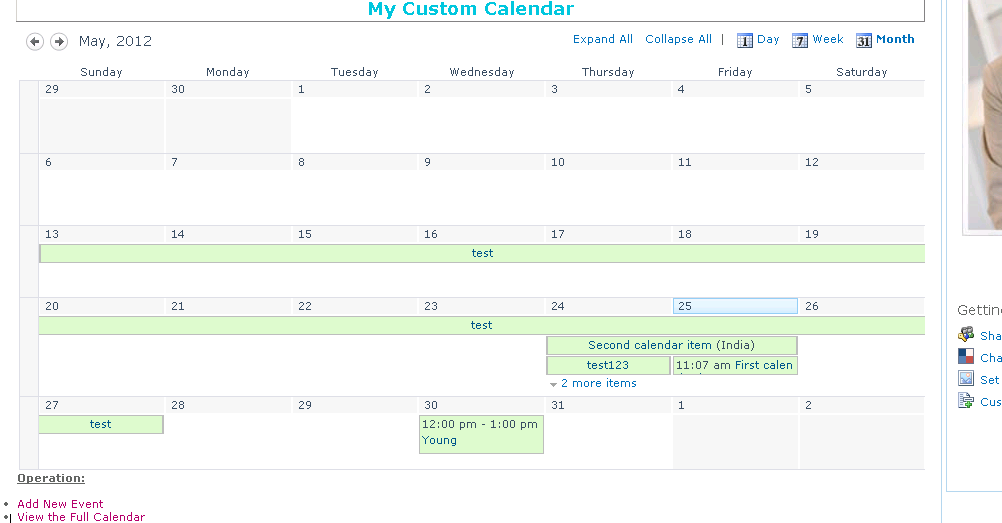 My Custom Calendar
May, 2012
Expand All Collapse All | 1 Day 7 Week 31 Month
Sunday Monday Tuesday Wednesday Thursday Friday Saturday
29 30 1 2 3 4 5
6 7 8 9 10 11 12
13 14 15 16 17 18 19
test
20 21 22 23 24 25 26
test
Second calendar item (India)
test123 11:07 am First calen
2 more items
27 28 29 30 31 1 2
test 12:00 pm - 1:00 pm
Young
Operation:
Add New Event
View the Full Calendar
Gettin
Sha
Cha
Set
Cus